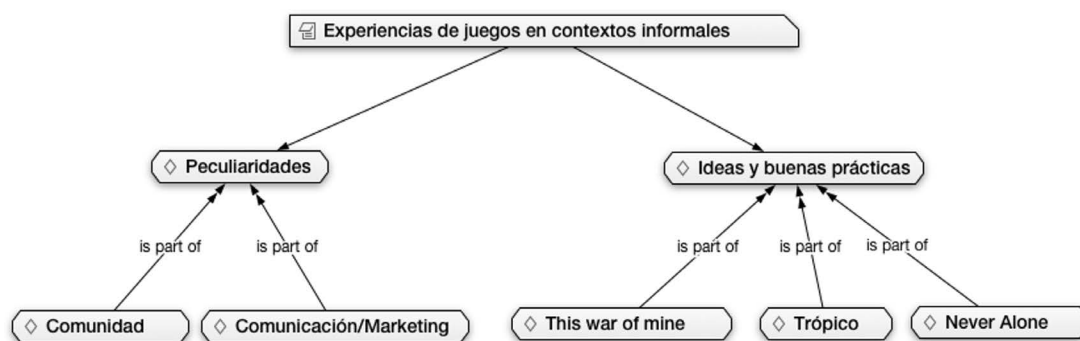 Experiencias de juegos en contextos informales
Peculiaridades
Ideas y buenas prácticas
is part of
is part of
is part of
is part of
is part of
Comunidad
Comunicación/Marketing
This war of mine
Trópico
Never Alone